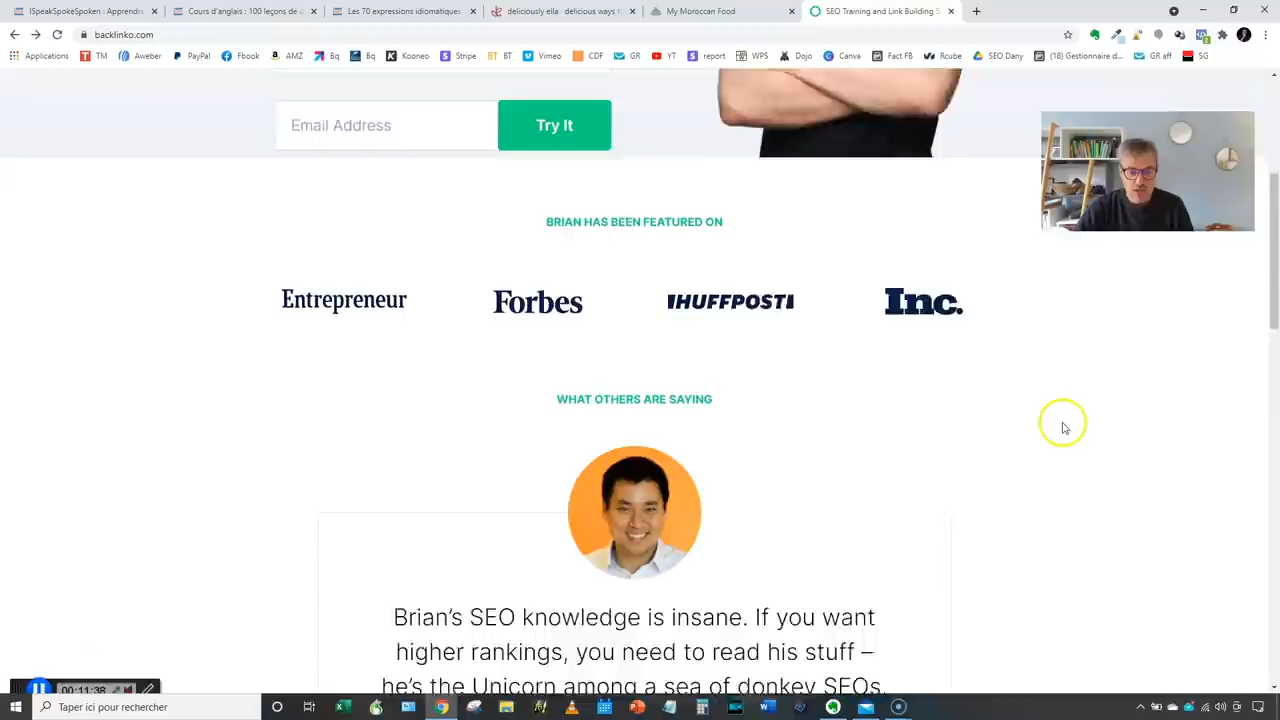 ISpeakSpokeSpoken : Apprendre
Cours d'anglais : 100 leçons de
Les 70 expressions idiomatiques
deliciously ella - delicious ways t
My Moroccan Food
SEO Training and Link Building S
backlinko.com
Applications
TM
Aweber
PayPal
Fbook
AMZ
Bq
Bq
Kooneo
Stripe
BT
Vimeo
CDF
GR
YT
report
WPS
Dojo
Canva
Fact FB
Rcube
SEO Dany
(18) Gestionnaire d...
GR aff
SG
Email Address
Try It
BRIAN HAS BEEN FEATURED ON
Entrepreneur
Forbes
HUFFPOST
Inc.
WHAT OTHERS ARE SAYING
Brian's SEO knowledge is insane. If you want
higher rankings, you need to read his stuff –
he's the Unicorn among a sea of donkey SEOs.
00:11:38
Taper ici pour rechercher